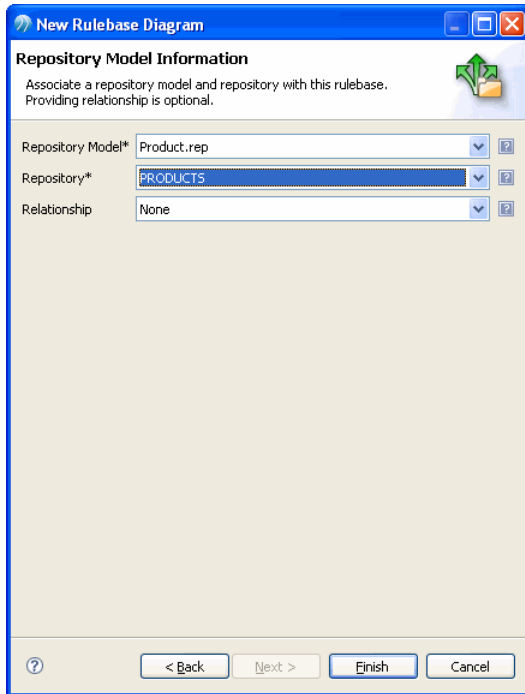 New Rulebase Diagram
Repository Model Information
Associate a repository model and repository with this rulebase.
Providing relationship is optional.
Repository Model* Product.rep
Repository* PRODUCTS
Relationship None
< Back Next > Finish Cancel